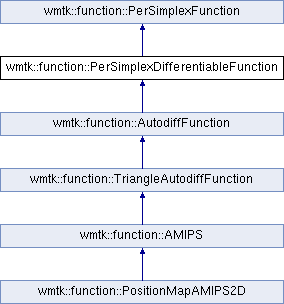 wmtk::function::PerSimplexFunction
wmtk::function::PerSimplexDifferentiableFunction
wmtk::function::AutodiffFunction
wmtk::function::TriangleAutodiffFunction
wmtk::function::AMIPS
wmtk::function::PositionMapAMIPS2D